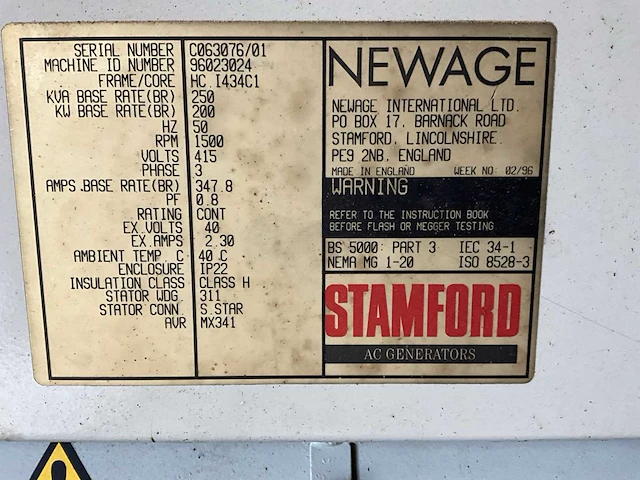 SERIAL NUMBER C063076/01
MACHINE ID NUMBER 96023024
FRAME/CORE HC.I434C1
KVA BASE RATE(BR) 250
KW BASE RATE(BR) 200
HZ 50
RPM 1500
VOLTS 415
PHASE 3
AMPS.BASE RATE(BR) 347.8
PF 0.8
RATING CONT
EX.VOLTS 40
EX.AMPS 2.30
AMBIENT TEMP C 40 C
ENCLOSURE IP22
INSULATION CLASS CLASS H
STATOR WDG. 311
STATOR CONN. S.STAR
AVR MX341
NEWAGE
NEWAGE INTERNATIONAL LTD.
PO BOX 17, BARNACK ROAD
STAMFORD, LINCOLNSHIRE.
PE9 2NB, ENGLAND
MADE IN ENGLAND WEEK NO: 02/96
WARNING
REFER TO THE INSTRUCTION BOOK
BEFORE FLASH OR MEGGER TESTING
BS 5000: PART 3 IEC 34-1
NEMA MG 1-20 ISO 8528-3
STAMFORD
AC GENERATORS